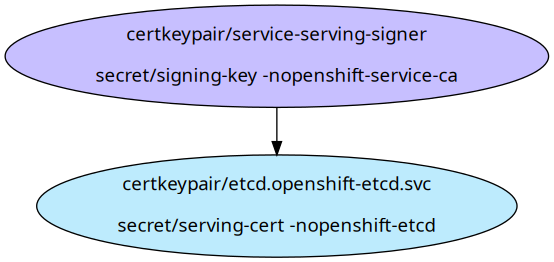 certkeypair/service-serving-signer
secret/signing-key -nopenshift-service-ca
certkeypair/etcd.openshift-etcd.svc
secret/serving-cert -nopenshift-etcd